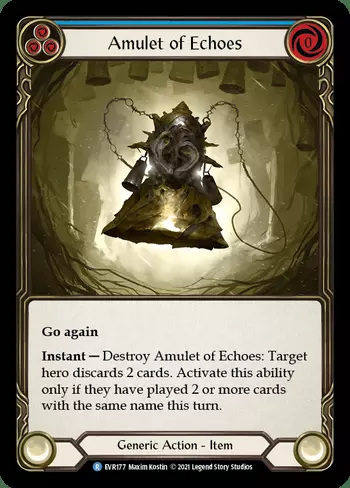 Amulet of Echoes
0
Go again
Instant — Destroy Amulet of Echoes: Target
hero discards 2 cards. Activate this ability
only if they have played 2 or more cards
with the same name this turn.
Generic Action - Item
R EVR177 Maxim Kostin © 2021 Legend Story Studios